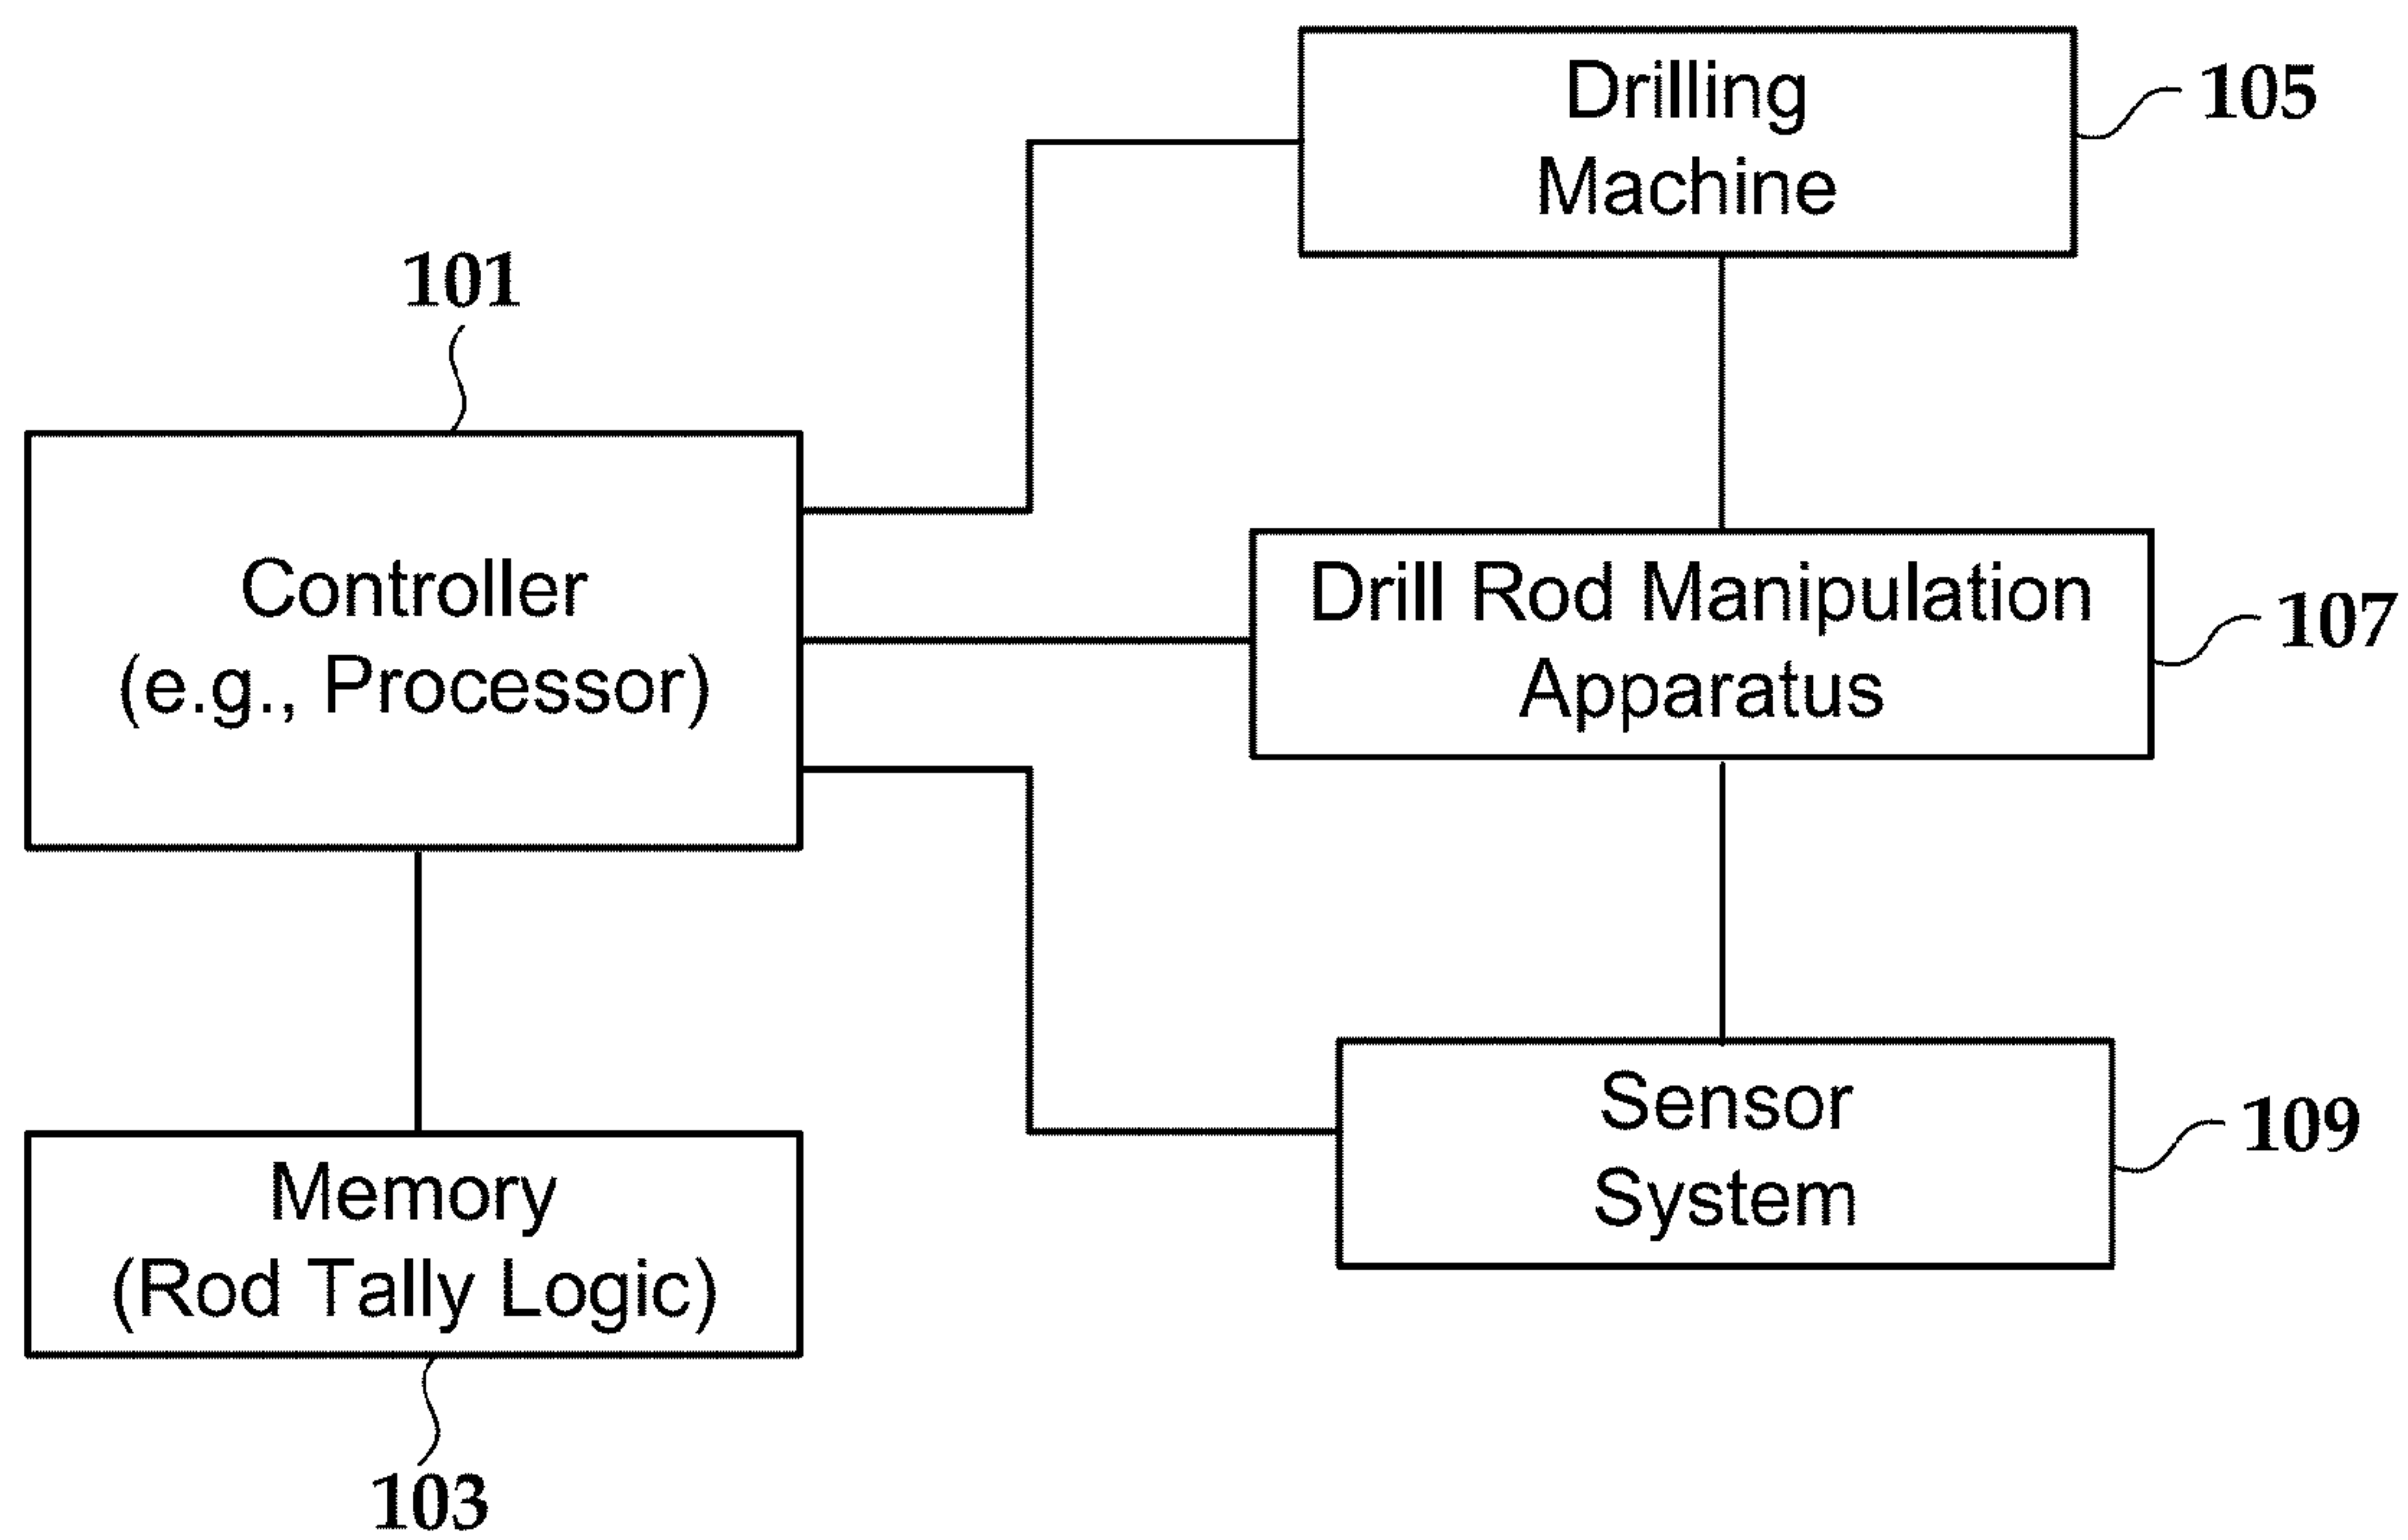 Drilling
Machine
105
101
Controller
(e.g., Processor)
Drill Rod Manipulation
Apparatus
107
Sensor
System
109
Memory
(Rod Tally Logic)
103